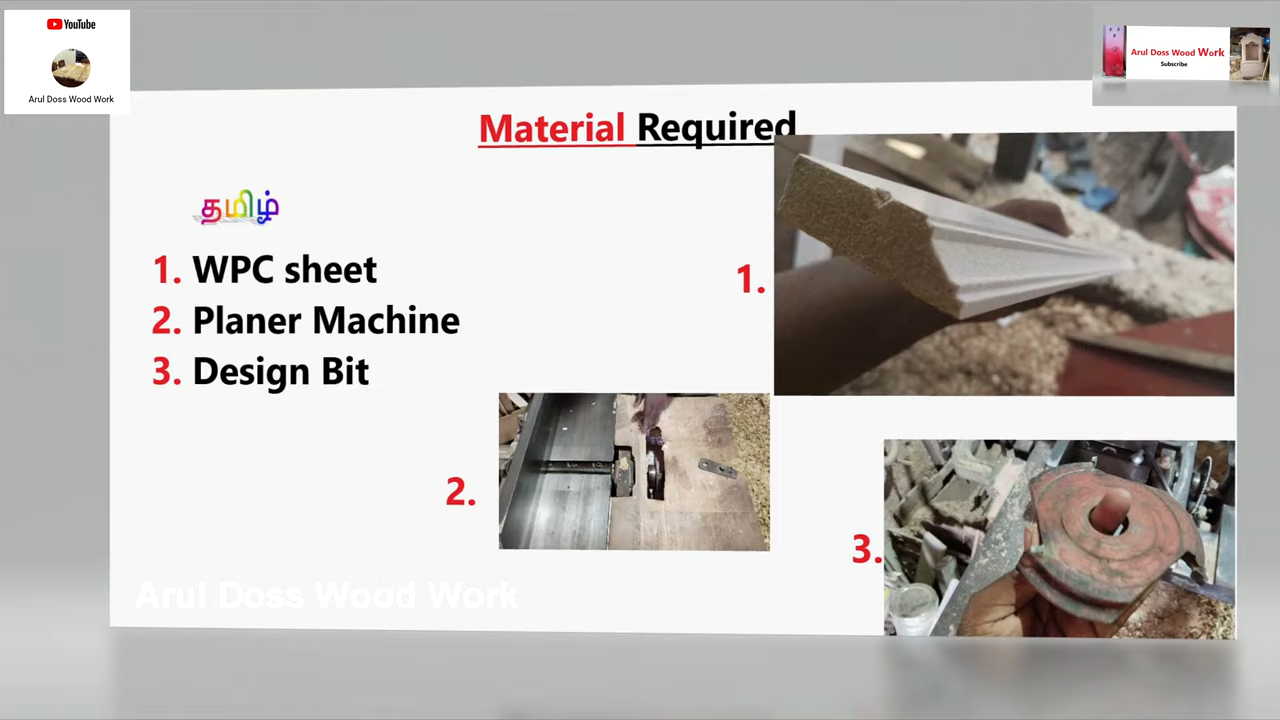 YouTube
Arul Doss Wood Work
Arul Doss Wood Work
Subscribe
Material Required
தமிழ்
1. WPC sheet
2. Planer Machine
3. Design Bit
1.
2.
3.
Arul Doss Wood Work